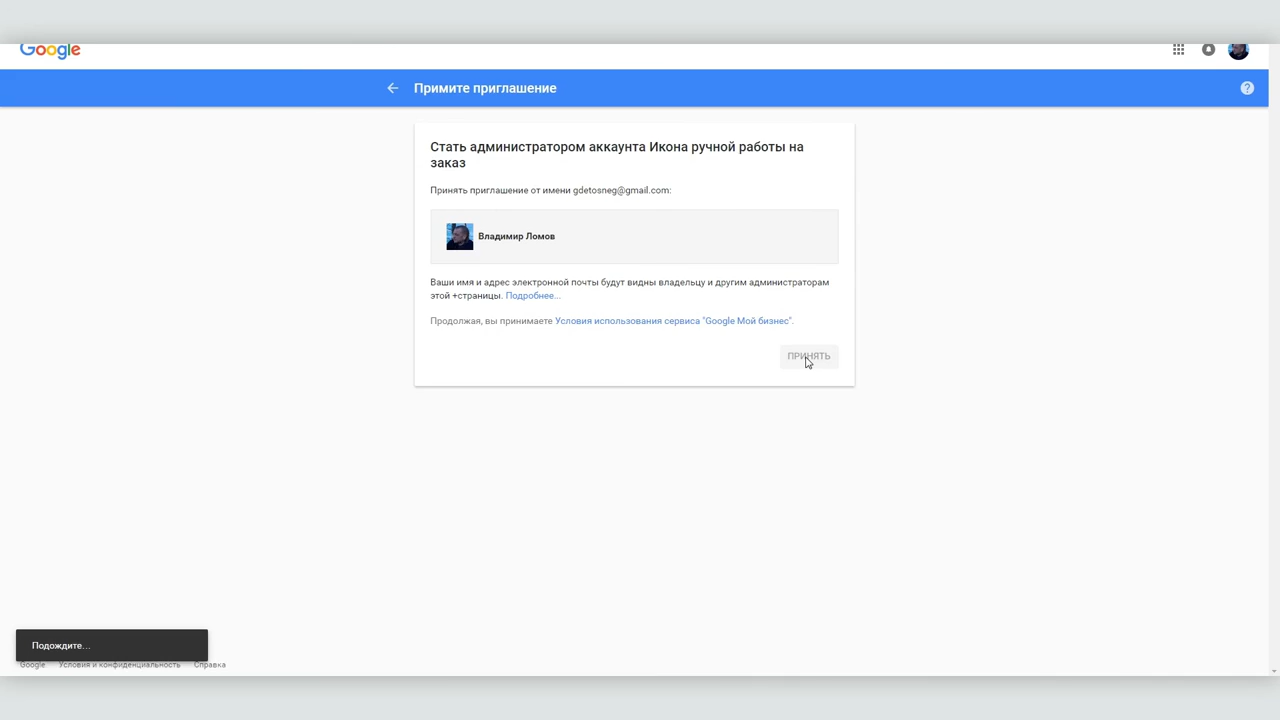 Google
Примите приглашение
Стать администратором аккаунта Икона ручной работы на
заказ
Принять приглашение от имени gdetosneg@gmail.com:
Владимир Ломов
Ваши имя и адрес электронной почты будут видны владельцу и другим администраторам
этой +страницы. Подробнее...
Продолжая, вы принимаете Условия использования сервиса "Google Мой бизнес".
ПРИНЯТЬ
Подождите...
Google Условия и конфиденциальность Справка